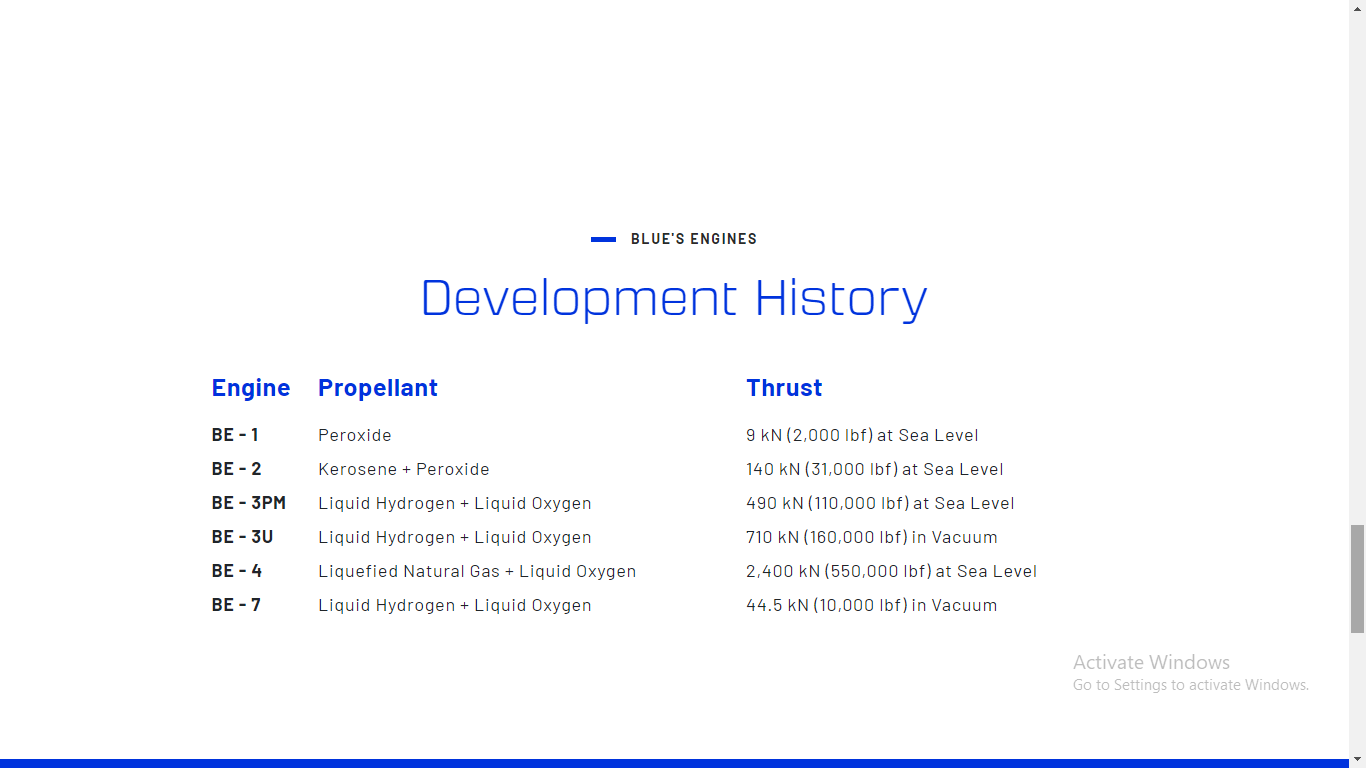 BLUE'S ENGINES
Development History
Engine Propellant Thrust
BE - 1 Peroxide 9 kN (2,000 lbf) at Sea Level
BE - 2 Kerosene + Peroxide 140 kN (31,000 lbf) at Sea Level
BE - 3PM Liquid Hydrogen + Liquid Oxygen 490 kN (110,000 lbf) at Sea Level
BE - 3U Liquid Hydrogen + Liquid Oxygen 710 kN (160,000 lbf) in Vacuum
BE - 4 Liquefied Natural Gas + Liquid Oxygen 2,400 kN (550,000 lbf) at Sea Level
BE - 7 Liquid Hydrogen + Liquid Oxygen 44.5 kN (10,000 lbf) in Vacuum
Activate Windows
Go to Settings to activate Windows.